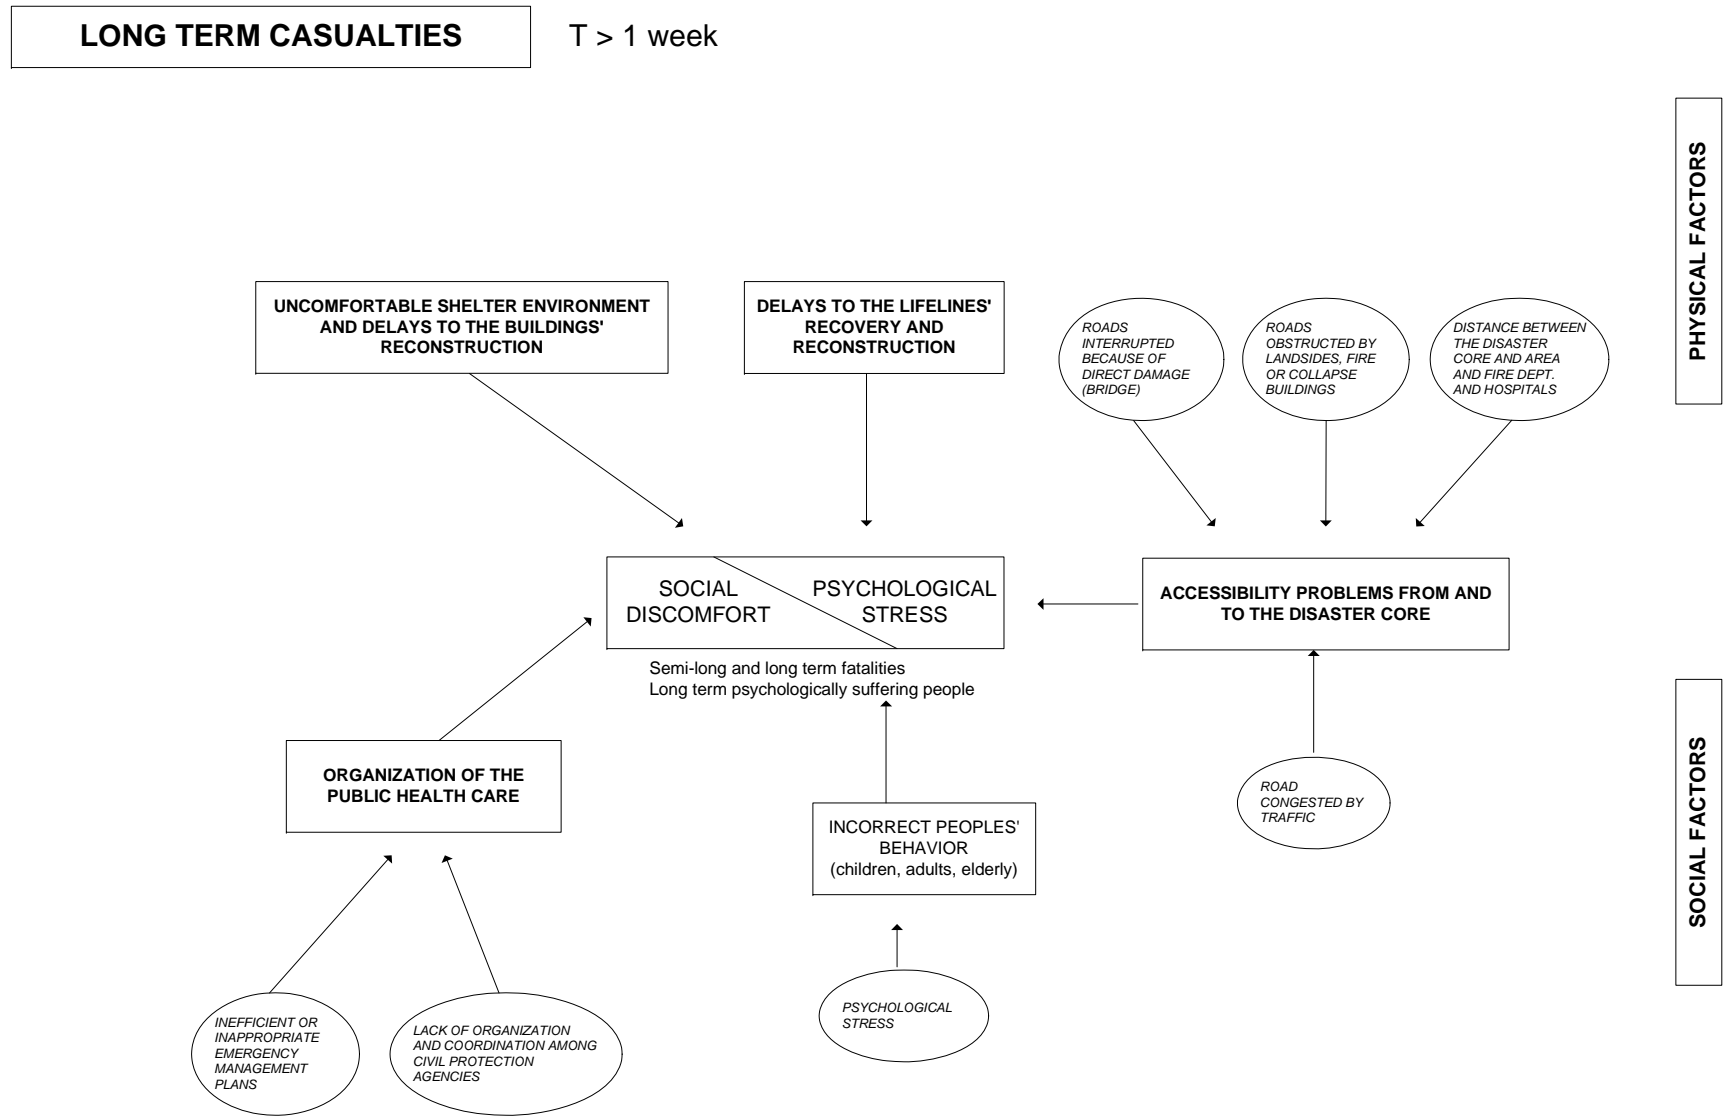 LONG TERM CASUALTIES
T > 1 week
PHYSICAL FACTORS
UNCOMFORTABLE SHELTER ENVIRONMENT
AND DELAYS TO THE BUILDINGS'
RECONSTRUCTION
DELAYS TO THE LIFELINES'
RECOVERY AND
RECONSTRUCTION
ROADS
INTERRUPTED
BECAUSE OF
DIRECT DAMAGE
(BRIDGE)
ROADS
OBSTRUCTED BY
LANDSIDES, FIRE
OR COLLAPSE
BUILDINGS
DISTANCE BETWEEN
THE DISASTER
CORE AND AREA
AND FIRE DEPT.
AND HOSPITALS
SOCIAL
DISCOMFORT
PSYCHOLOGICAL
STRESS
ACCESSIBILITY PROBLEMS FROM AND
TO THE DISASTER CORE
Semi-long and long term fatalities
Long term psychologically suffering people
SOCIAL FACTORS
ORGANIZATION OF THE
PUBLIC HEALTH CARE
INCORRECT PEOPLES'
BEHAVIOR
(children, adults, elderly)
ROAD
CONGESTED BY
TRAFFIC
INEFFICIENT OR
INAPPROPRIATE
EMERGENCY
MANAGEMENT
PLANS
LACK OF ORGANIZATION
AND COORDINATION AMONG
CIVIL PROTECTION
AGENCIES
PSYCHOLOGICAL
STRESS